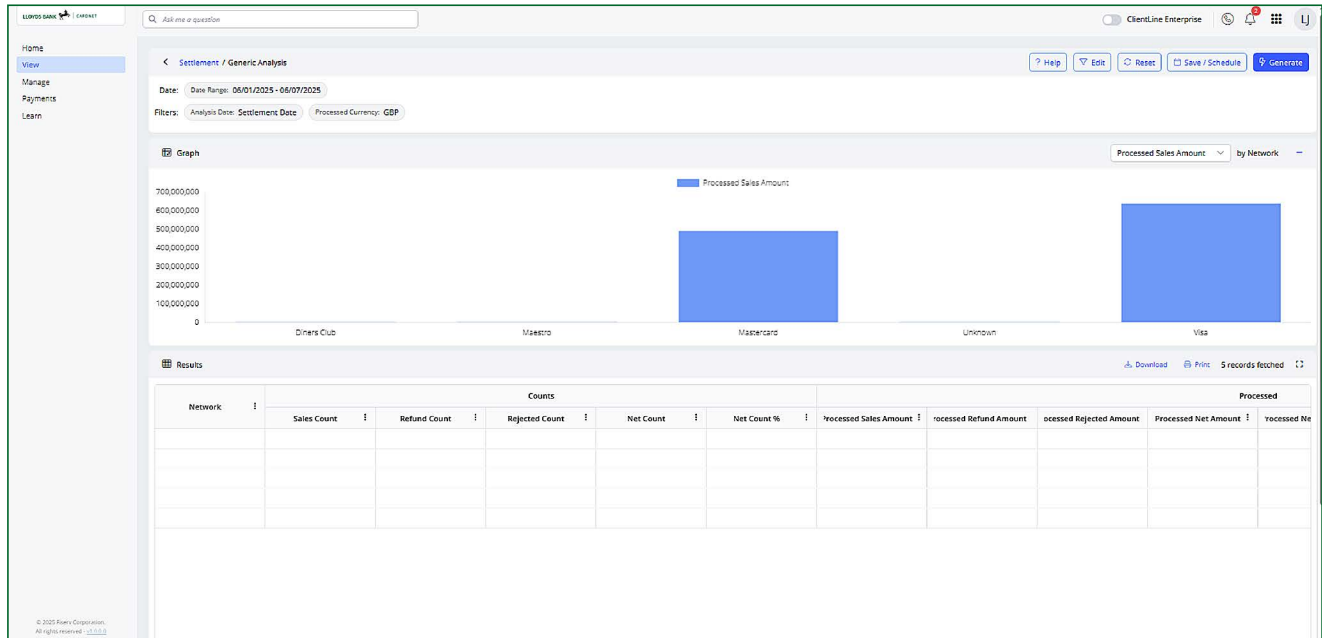 LLOYDS BANK | CARDNET
Ask me a question
ClientLine Enterprise
2
LJ
Home
View
Manage
Payments
Learn
Settlement / Generic Analysis
? Help
Edit
Reset
Save / Schedule
Generate
Date: Date Range: 06/01/2025 - 06/07/2025
Filters: Analysis Date: Settlement Date Processed Currency: GBP
Graph
Processed Sales Amount by Network
Processed Sales Amount
700,000,000
600,000,000
500,000,000
400,000,000
300,000,000
200,000,000
100,000,000
0
Diners Club Maestro Mastercard Unknown Visa
Results
Download Print 5 records fetched
Network Counts Processed
Sales Count Refund Count Rejected Count Net Count Net Count % Processed Sales Amount rocessed Refund Amount ocessed Rejected Amount Processed Net Amount rocessed Ne
© 2025 Fiserv Corporation.
All rights reserved -